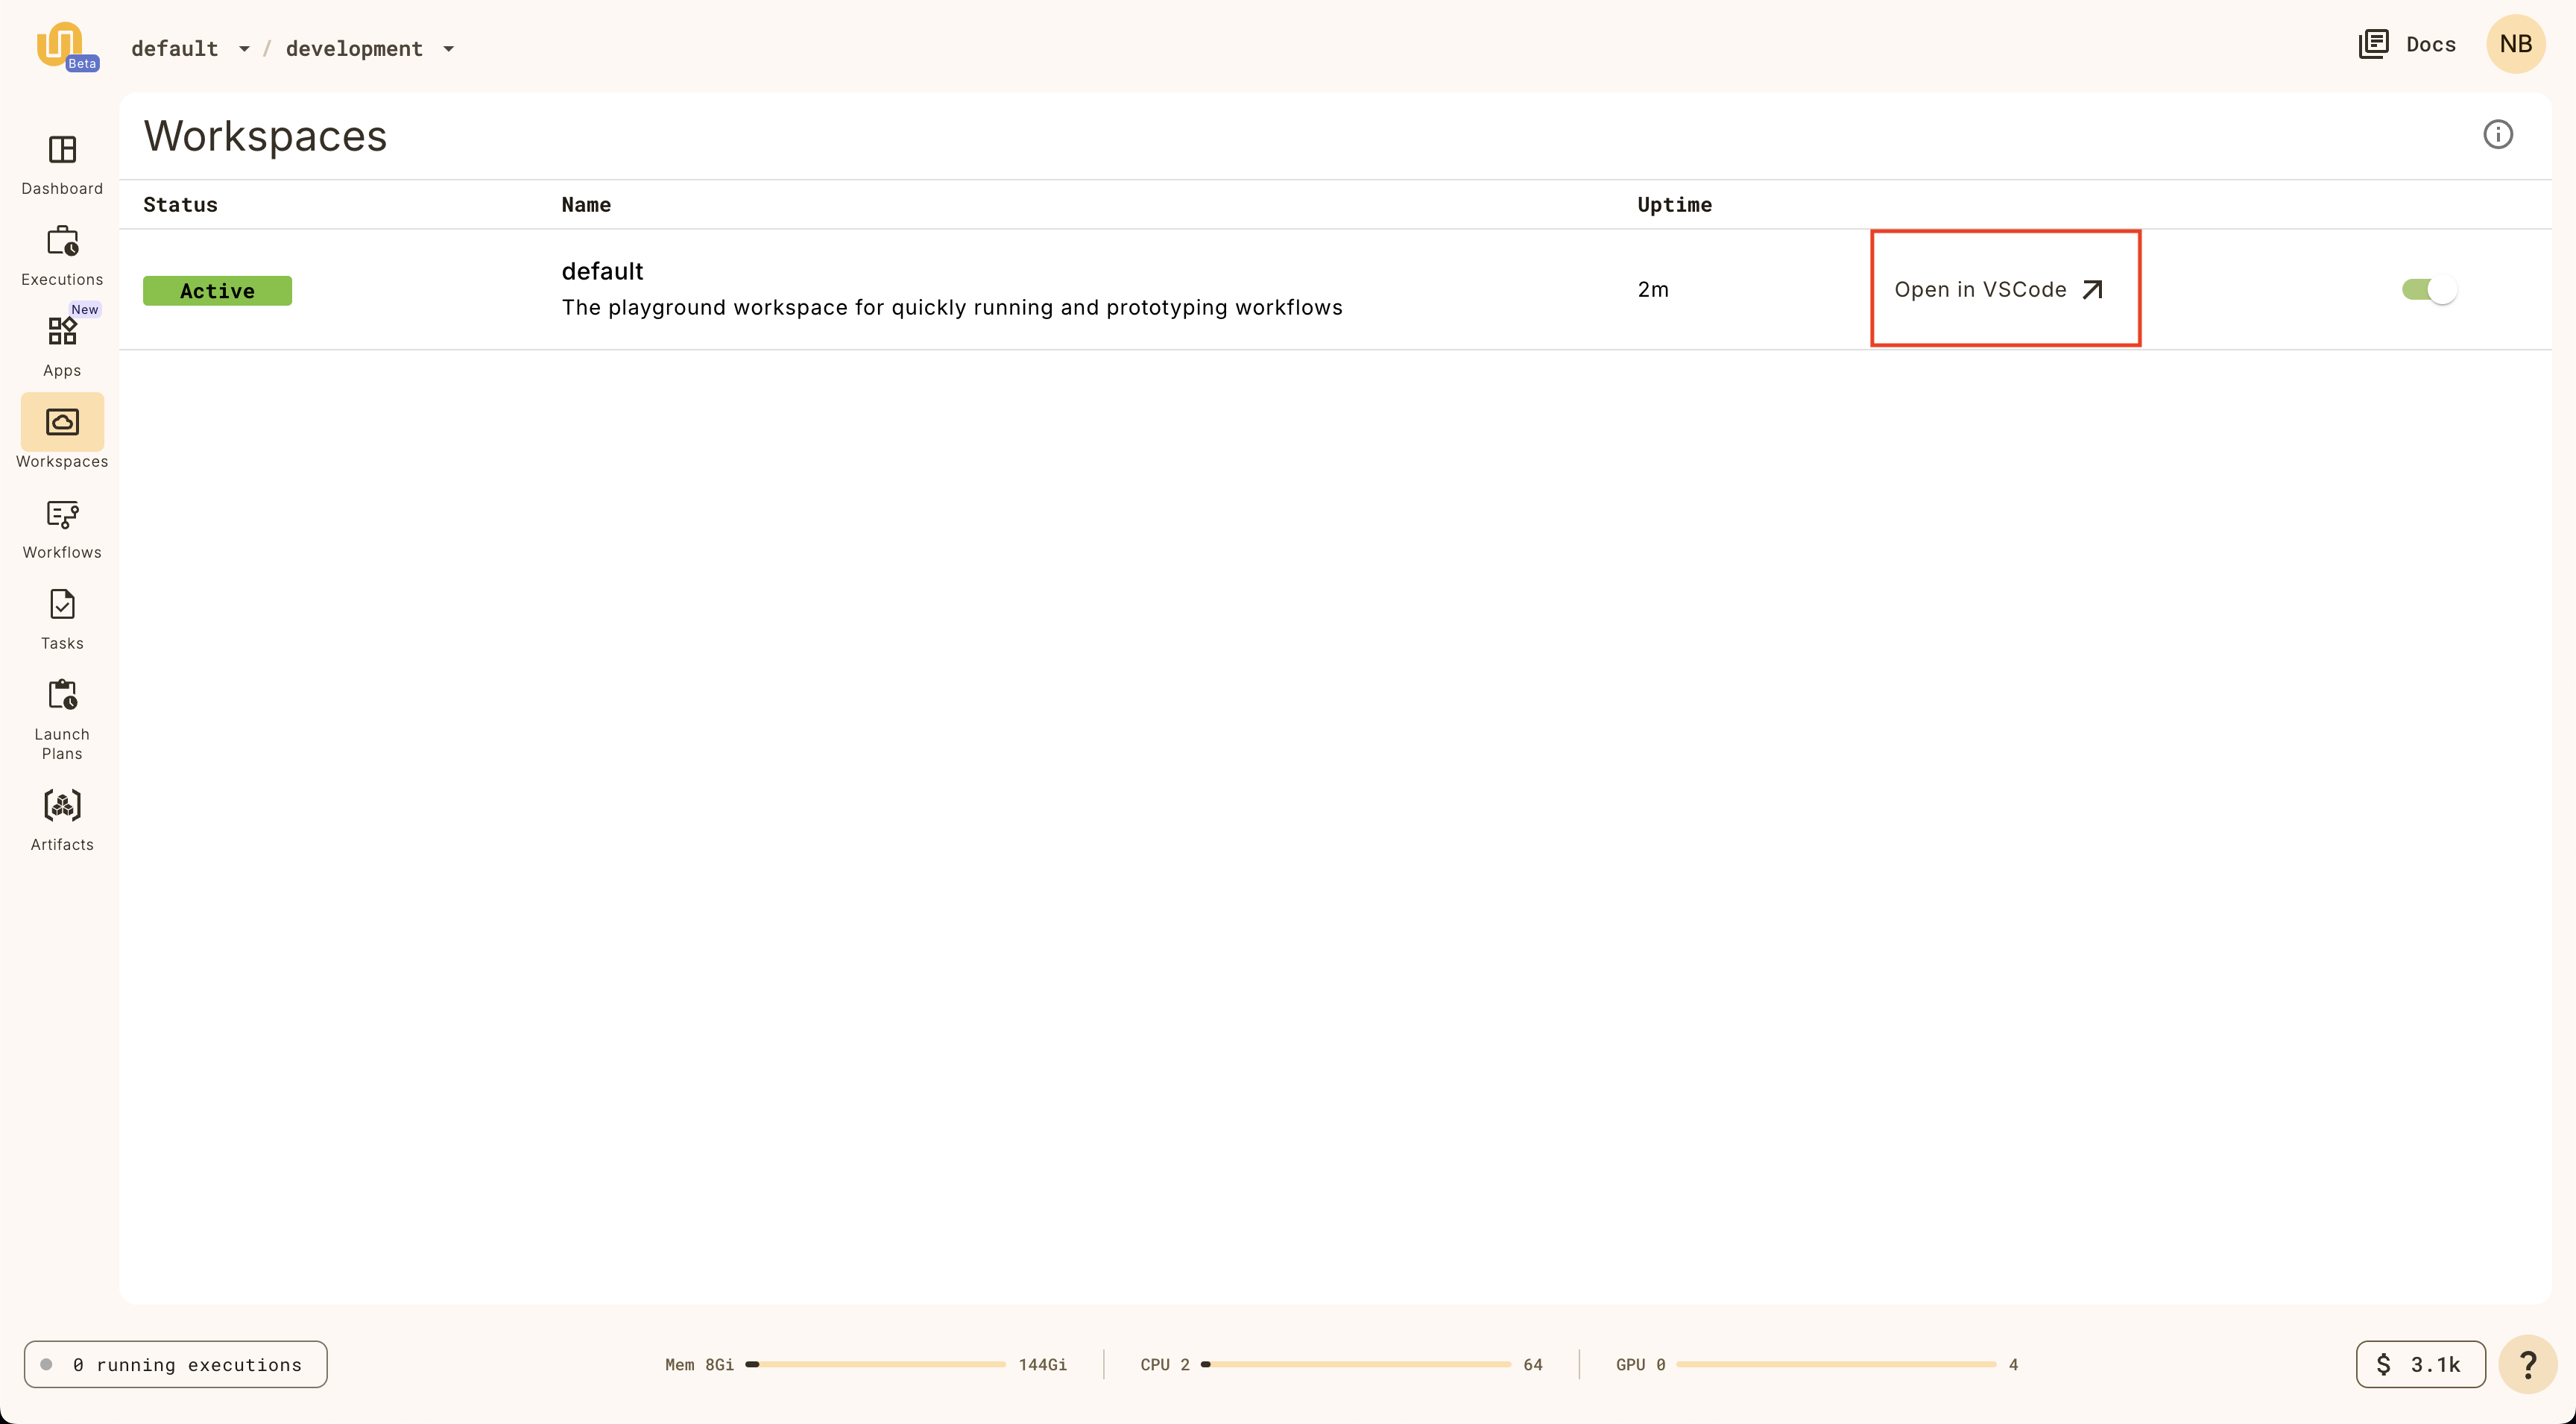 Beta
default / development
Docs
NB
Dashboard
Executions
New
Apps
Workspaces
Workflows
Tasks
Launch
Plans
Artifacts
Workspaces
Status Name Uptime
Active
default
The playground workspace for quickly running and prototyping workflows
2m
Open in VSCode
0 running executions
Mem 8Gi 144Gi
CPU 2 64
GPU 0 4
$ 3.1k
?